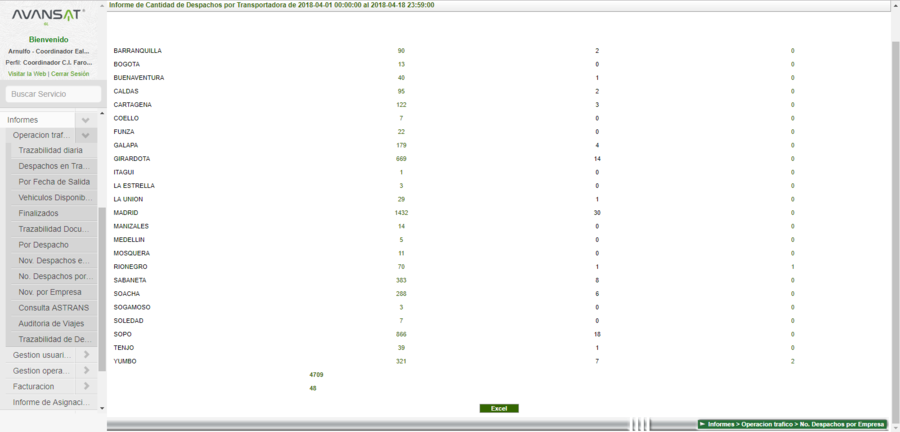 AVANSAT
Bienvenido
Arnulfo - Coordinador Eal...
Perfil: Coordinador C.I. Faro...
Visitar la Web | Cerrar Sesión
Buscar Servicio
Informes
Operacion traf...
Trazabilidad diaria
Despachos en Tra...
Por Fecha de Salida
Vehiculos Disponib...
Finalizados
Trazabilidad Docu...
Por Despacho
Nov. Despachos e...
No. Despachos por...
Nov. por Empresa
Consulta ASTRANS
Auditoria de Viajes
Trazabilidad de De...
Gestion usuari...
Gestion opera...
Facturacion
Informe de Asignaci...
Informe de Cantidad de Despachos por Transportadora de 2018-04-01 00:00:00 al 2018-04-18 23:59:00
BARRANQUILLA 90 2 0
BOGOTA 13 0 0
BUENAVENTURA 40 1 0
CALDAS 95 2 0
CARTAGENA 122 3 0
COELLO 7 0 0
FUNZA 22 0 0
GALAPA 179 4 0
GIRARDOTA 669 14 0
ITAGUI 1 0 0
LA ESTRELLA 3 0 0
LA UNION 29 1 0
MADRID 1432 30 0
MANIZALES 14 0 0
MEDELLIN 5 0 0
MOSQUERA 11 0 0
RIONEGRO 70 1 1
SABANETA 383 8 0
SOACHA 288 6 0
SOGAMOSO 3 0 0
SOLEDAD 7 0 0
SOPO 866 18 0
TENJO 39 1 0
YUMBO 321 7 2
4709
48
Excel
Informes > Operacion trafico > No. Despachos por Empresa